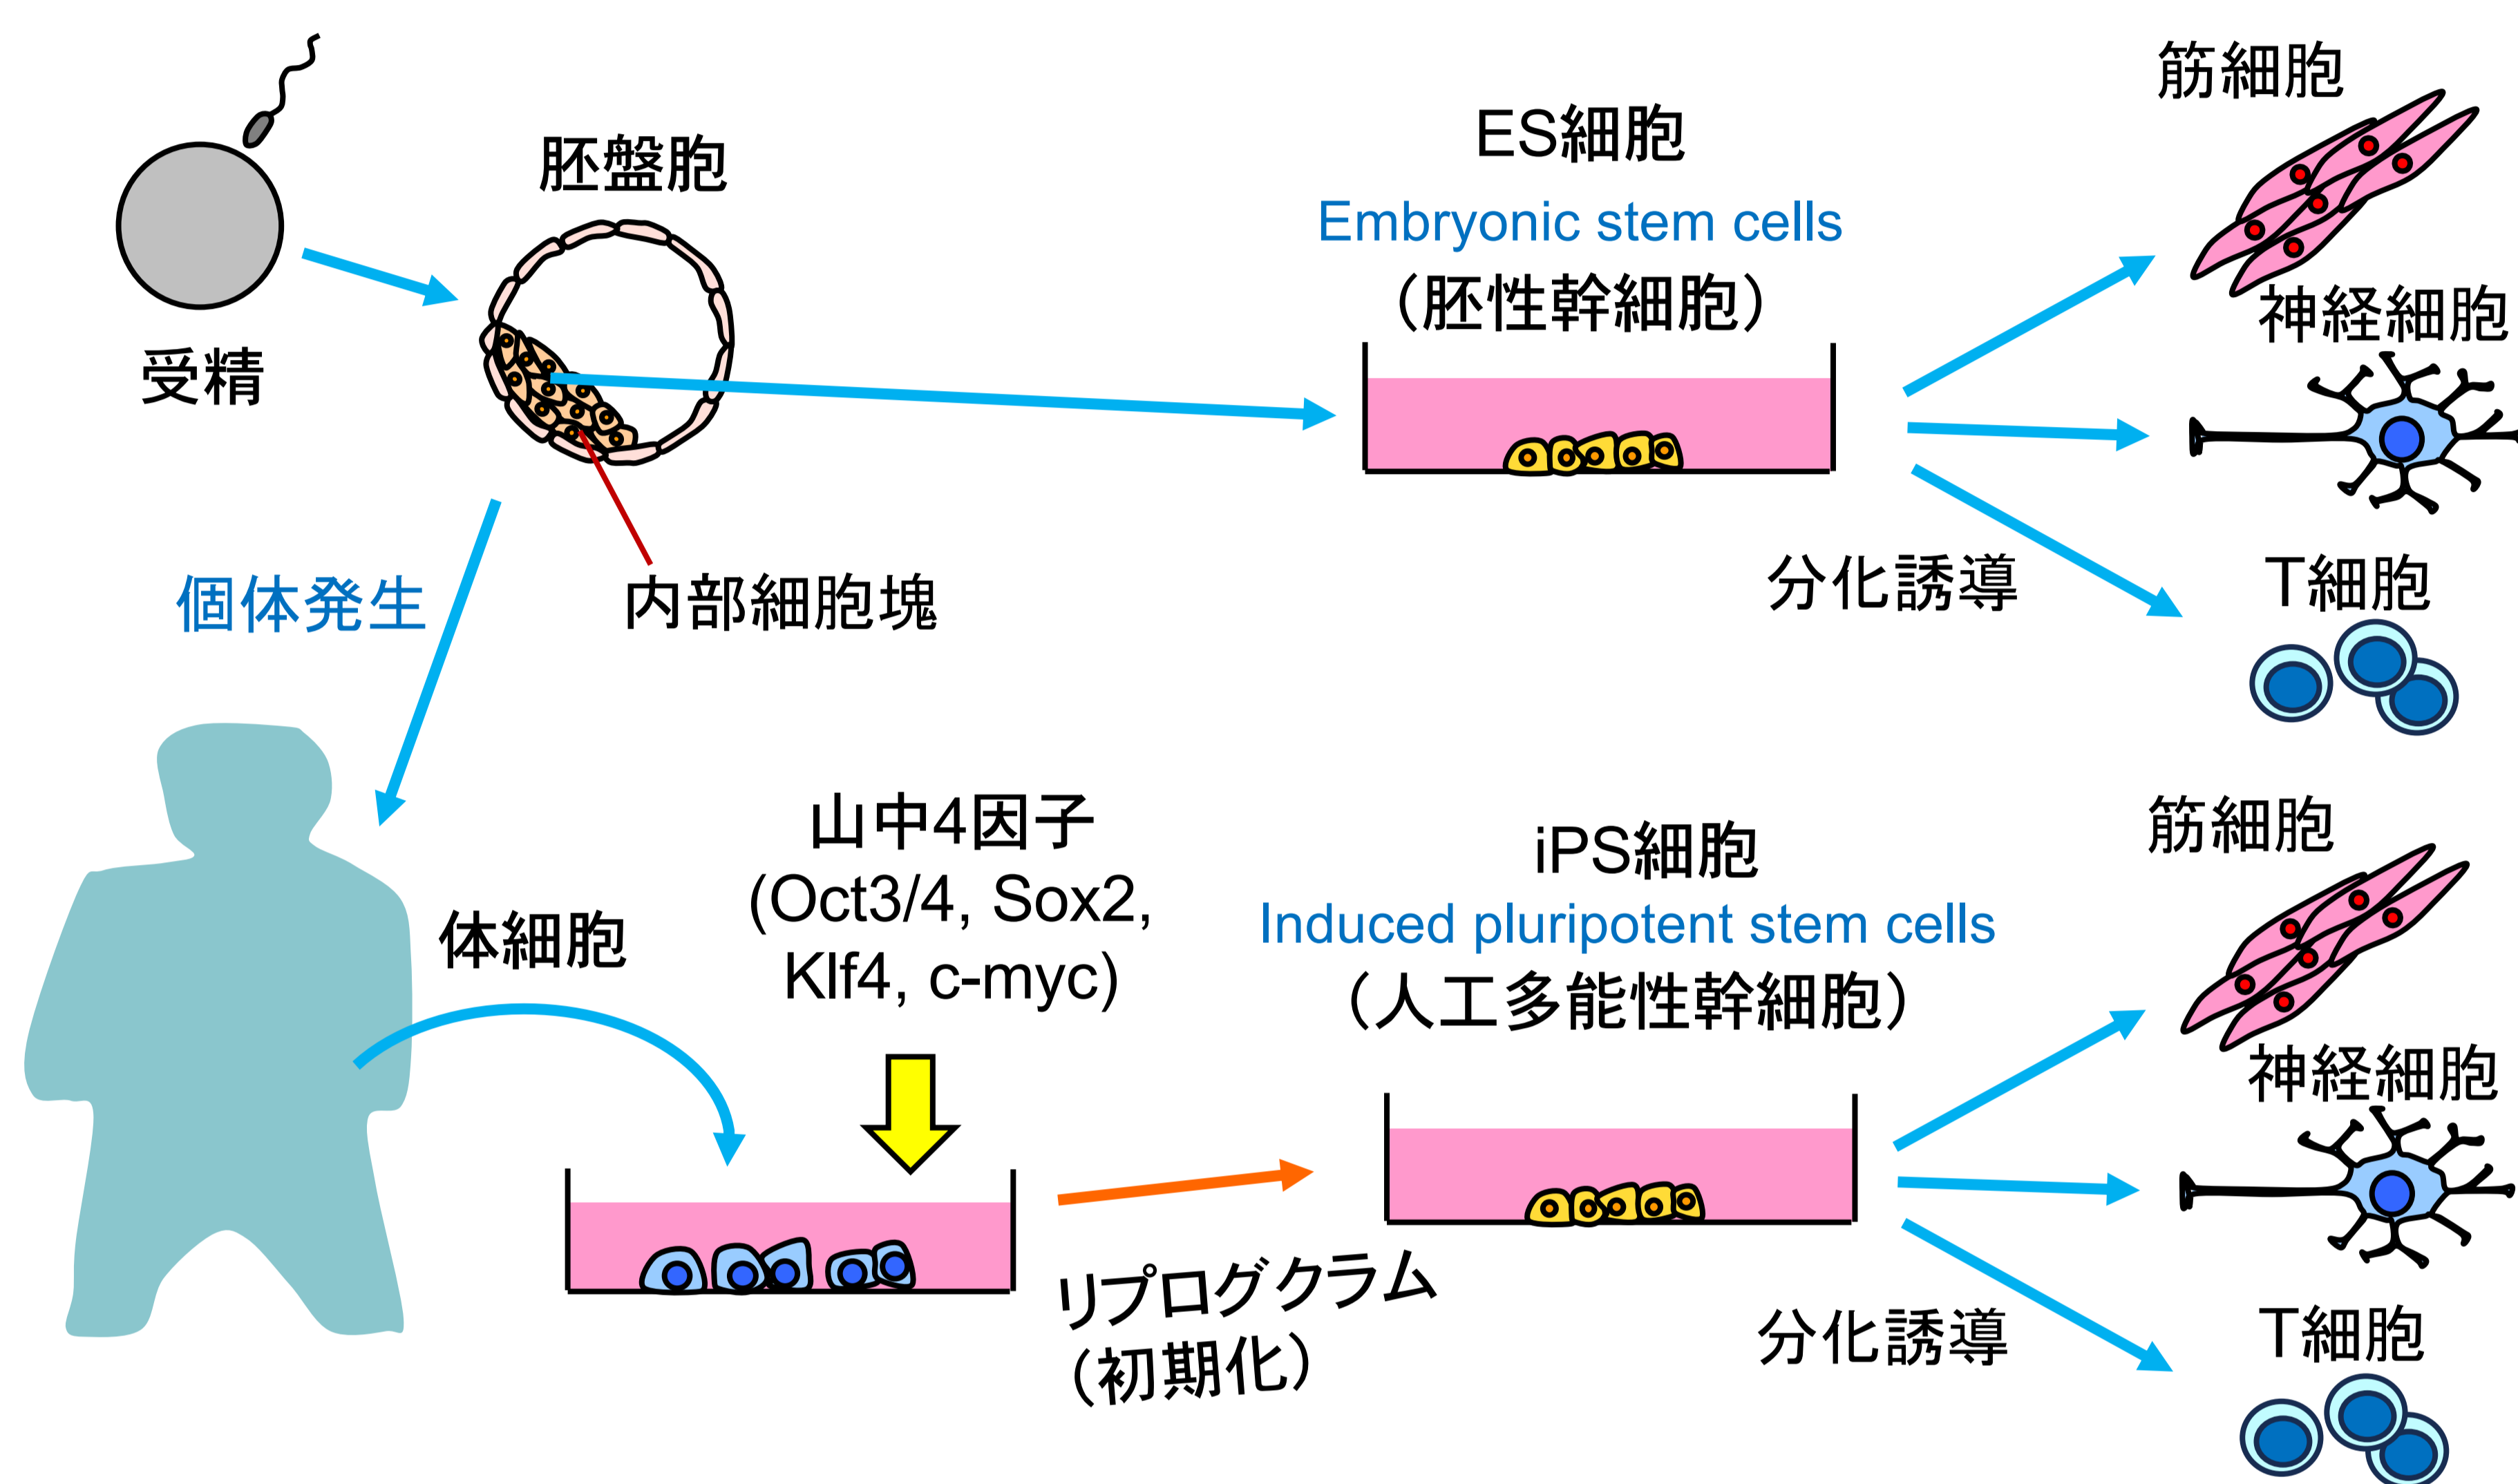 受精
胚盤胞
内部細胞塊
個体発生
ES細胞
Embryonic stem cells
（胚性幹細胞）
分化誘導
筋細胞
神経細胞
T細胞
体細胞
山中4因子
(Oct3/4, Sox2,
Klf4, c-myc)
リプログクラム
（初期化）
iPS細胞
Induced pluripotent stem cells
（人工多能性幹細胞）
分化誘導
筋細胞
神経細胞
T細胞